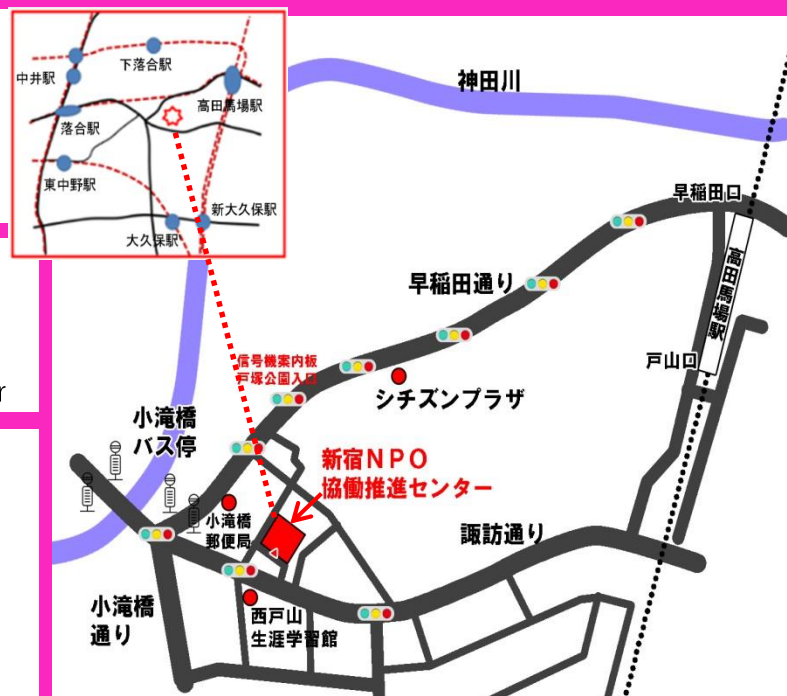 下落合駅
中井駅
高田馬場駅
落合駅
東中野駅
新大久保駅
大久保駅
神田川
早稲田口
高田馬場駅
早稲田通り
戸山口
信号機案内板
戸塚公園入口
シチズンプラザ
r
小滝橋
バス停
新宿NPO
協働推進センター
小滝橋
郵便局
諏訪通り
小滝橋
通り
西戸山
生涯学習館